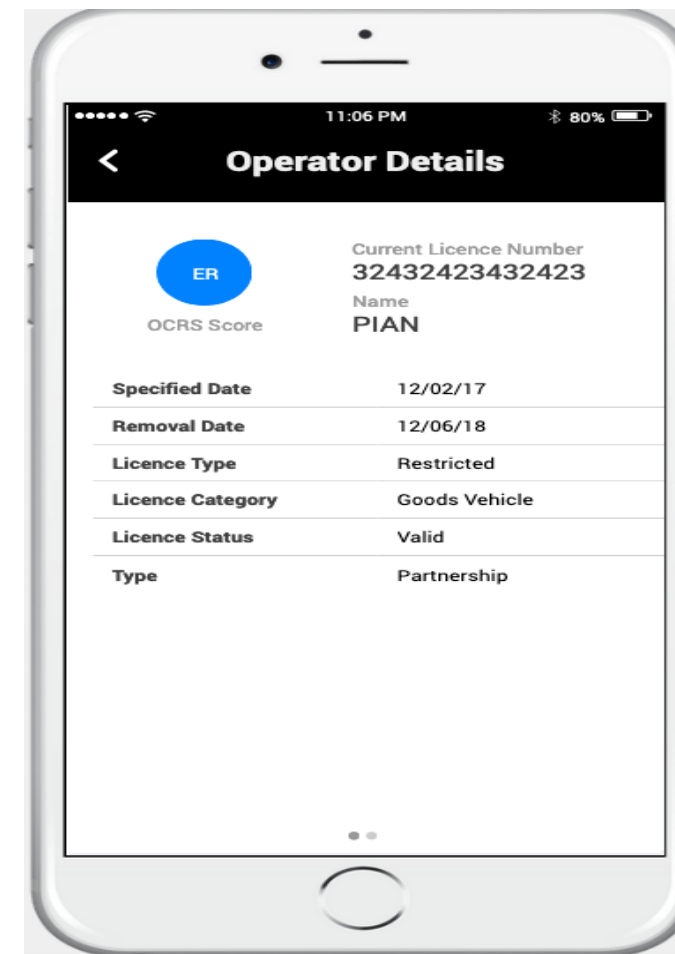 11:06 PM
80%
Operator Details
ER
OCRS Score
Current Licence Number
32432423432423
Name
PIAN
Specified Date 12/02/17
Removal Date 12/06/18
Licence Type Restricted
Licence Category Goods Vehicle
Licence Status Valid
Type Partnership